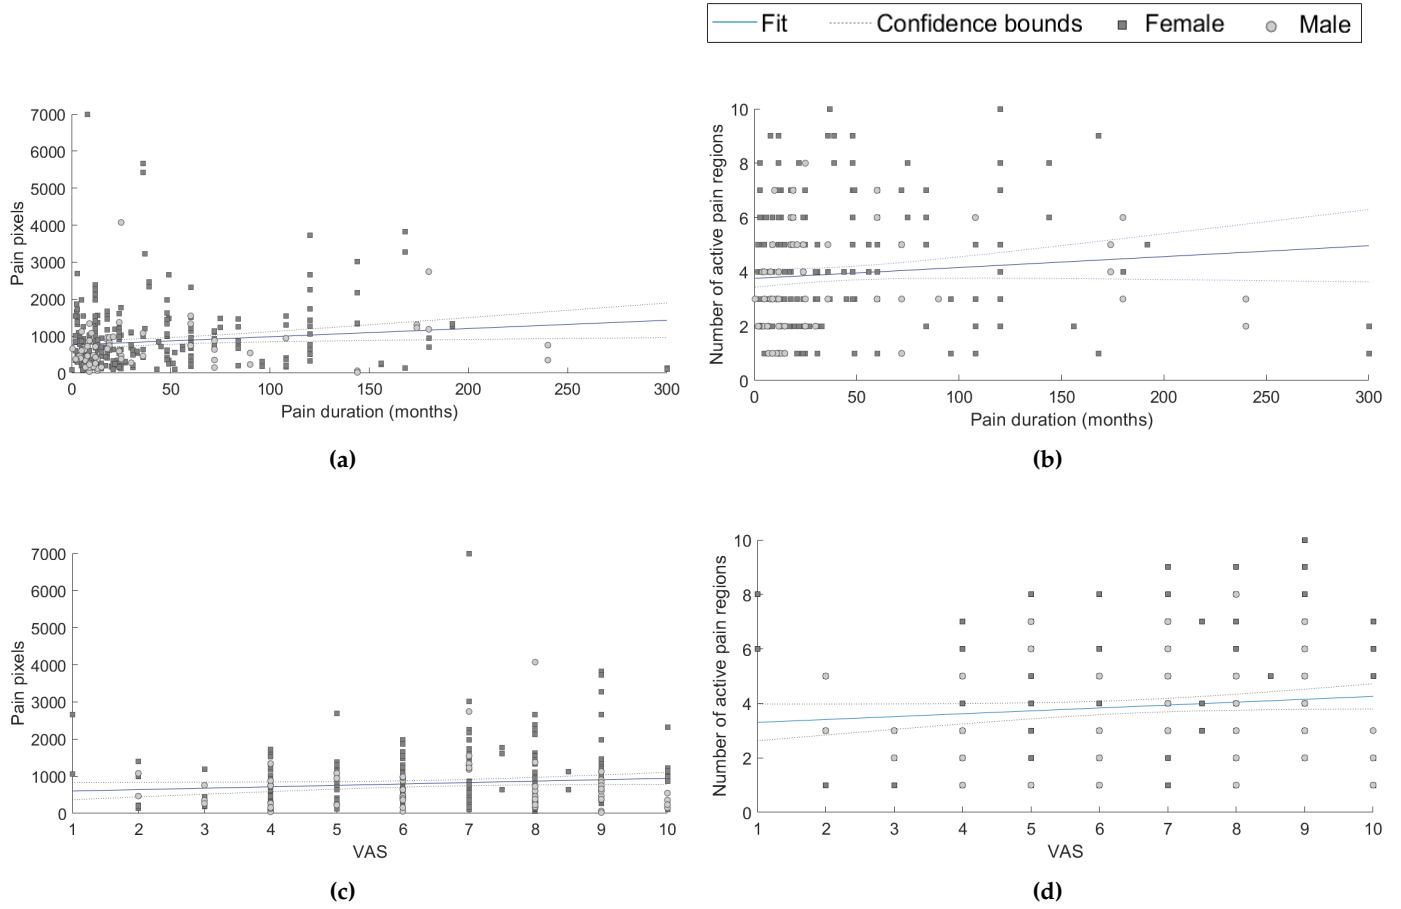 Fit Confidence bounds Female Male
7000
6000
5000
4000
3000
2000
1000
0
Pain pixels
0 50 100 150 200 250 300
Pain duration (months)
(a)
10
8
6
4
2
0
Number of active pain regions
0 50 100 150 200 250 300
Pain duration (months)
(b)
7000
6000
5000
4000
3000
2000
1000
0
Pain pixels
1 2 3 4 5 6 7 8 9 10
VAS
(c)
10
8
6
4
2
0
Number of active pain regions
1 2 3 4 5 6 7 8 9 10
VAS
(d)